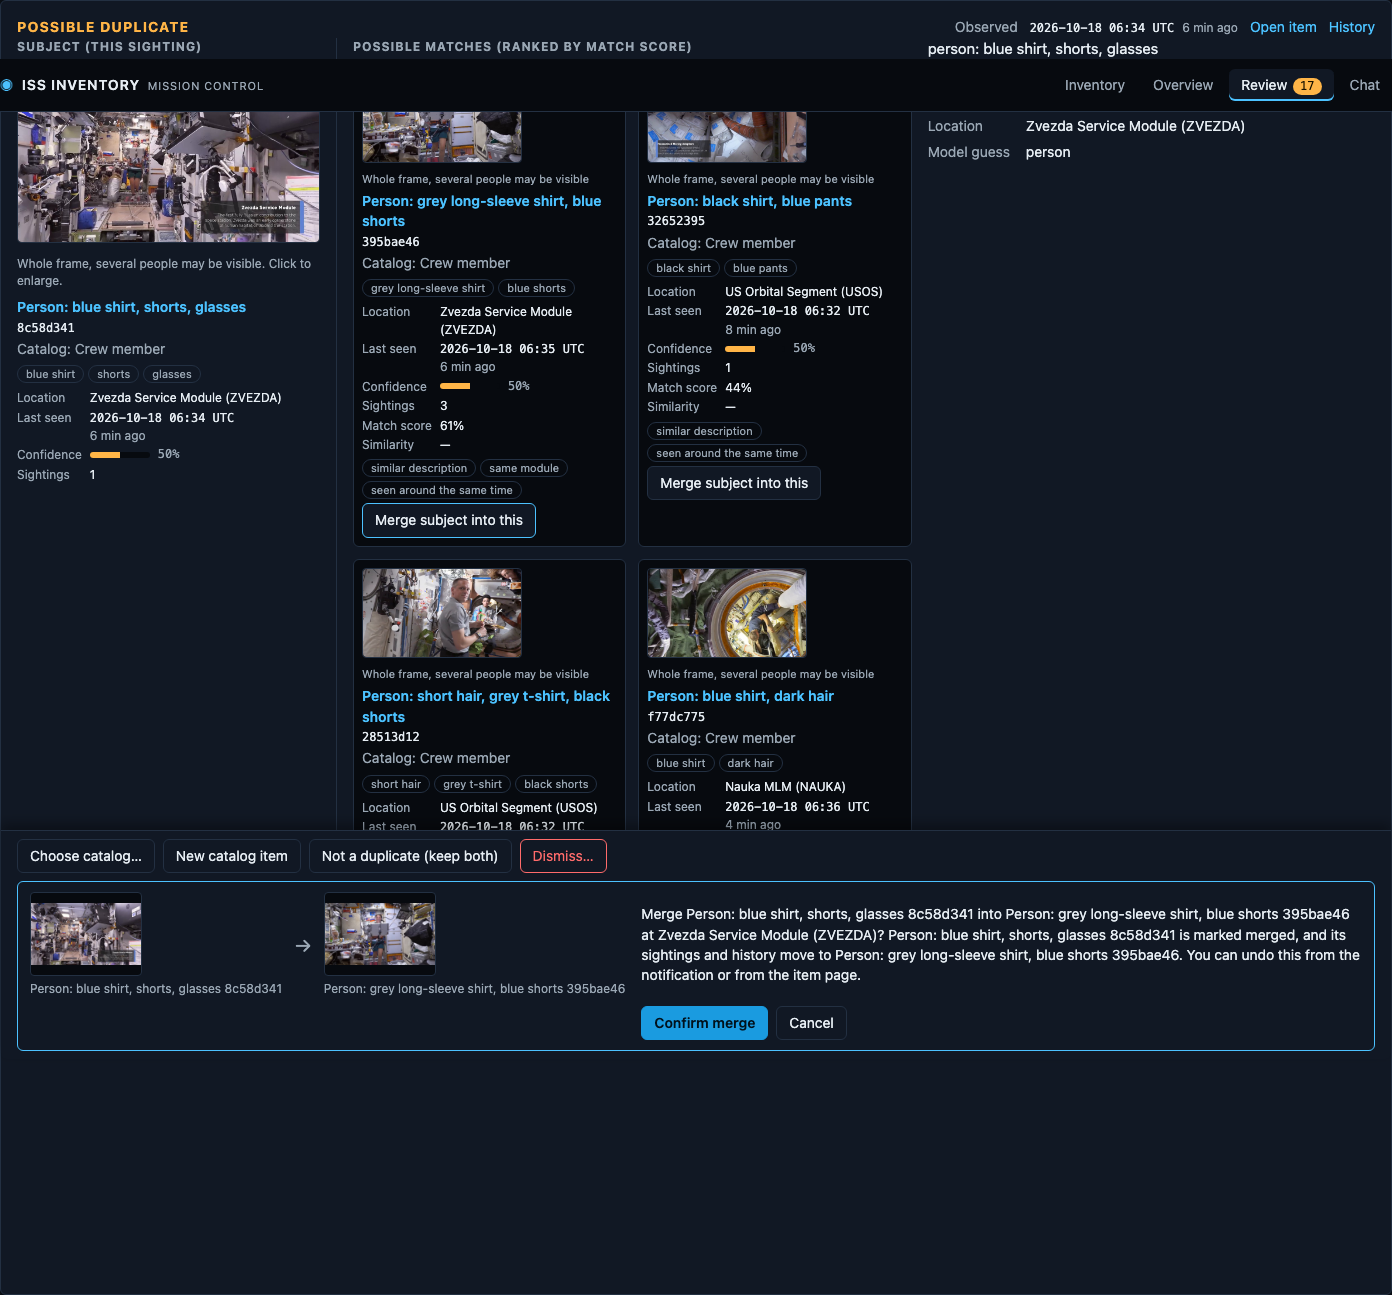 POSSIBLE DUPLICATE
Observed 2026-10-18 06:34 UTC 6 min ago Open item History
SUBJECT (THIS SIGHTING)
POSSIBLE MATCHES (RANKED BY MATCH SCORE)
person: blue shirt, shorts, glasses
ISS INVENTORY MISSION CONTROL
Inventory Overview Review 17 Chat
Zvezda Service Module
Whole frame, several people may be visible. Click to
enlarge.
Person: blue shirt, shorts, glasses
8c58d341
Catalog: Crew member
blue shirt shorts glasses
Location Zvezda Service Module (ZVEZDA)
Last seen 2026-10-18 06:34 UTC
6 min ago
Confidence 50%
Sightings 1
Whole frame, several people may be visible
Person: grey long-sleeve shirt, blue
shorts
395bae46
Catalog: Crew member
grey long-sleeve shirt blue shorts
Location Zvezda Service Module
(ZVEZDA)
Last seen 2026-10-18 06:35 UTC
6 min ago
Confidence 50%
Sightings 3
Match score 61%
Similarity —
similar description same module
seen around the same time
Merge subject into this
Whole frame, several people may be visible
Person: black shirt, blue pants
32652395
Catalog: Crew member
black shirt blue pants
Location US Orbital Segment (USOS)
Last seen 2026-10-18 06:32 UTC
8 min ago
Confidence 50%
Sightings 1
Match score 44%
Similarity —
similar description
seen around the same time
Merge subject into this
Location Zvezda Service Module (ZVEZDA)
Model guess person
Whole frame, several people may be visible
Person: short hair, grey t-shirt, black
shorts
28513d12
Catalog: Crew member
short hair grey t-shirt black shorts
Location US Orbital Segment (USOS)
Last seen 2026-10-18 06:32 UTC
Whole frame, several people may be visible
Person: blue shirt, dark hair
f77dc775
Catalog: Crew member
blue shirt dark hair
Location Nauka MLM (NAUKA)
Last seen 2026-10-18 06:36 UTC
4 min ago
Choose catalog... New catalog item Not a duplicate (keep both) Dismiss...
→
Person: blue shirt, shorts, glasses 8c58d341
Person: grey long-sleeve shirt, blue shorts 395bae46
Merge Person: blue shirt, shorts, glasses 8c58d341 into Person: grey long-sleeve shirt, blue shorts 395bae46
at Zvezda Service Module (ZVEZDA)? Person: blue shirt, shorts, glasses 8c58d341 is marked merged, and its
sightings and history move to Person: grey long-sleeve shirt, blue shorts 395bae46. You can undo this from the
notification or from the item page.
Confirm merge Cancel